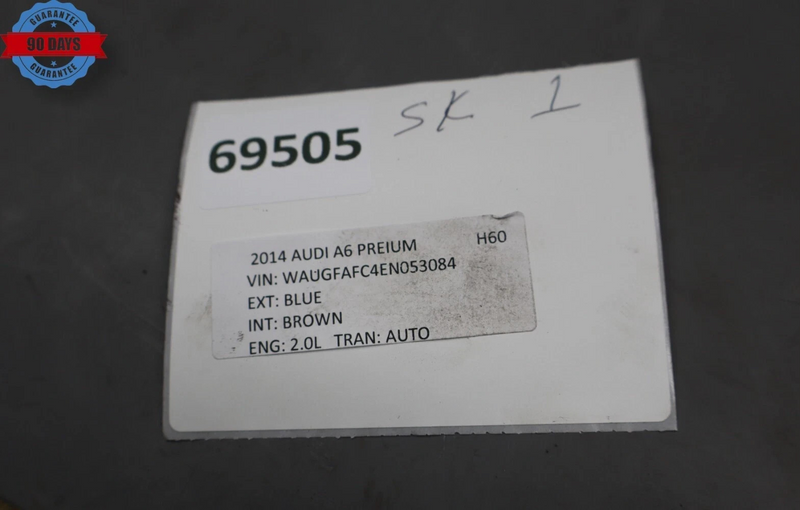 GUARANTEE
90 DAYS
GUARANTEE
SK 1
69505
2014 AUDI A6 PREIUM H60
VIN: WAUGFAFC4EN053084
EXT: BLUE
INT: BROWN
ENG: 2.0L TRAN: AUTO